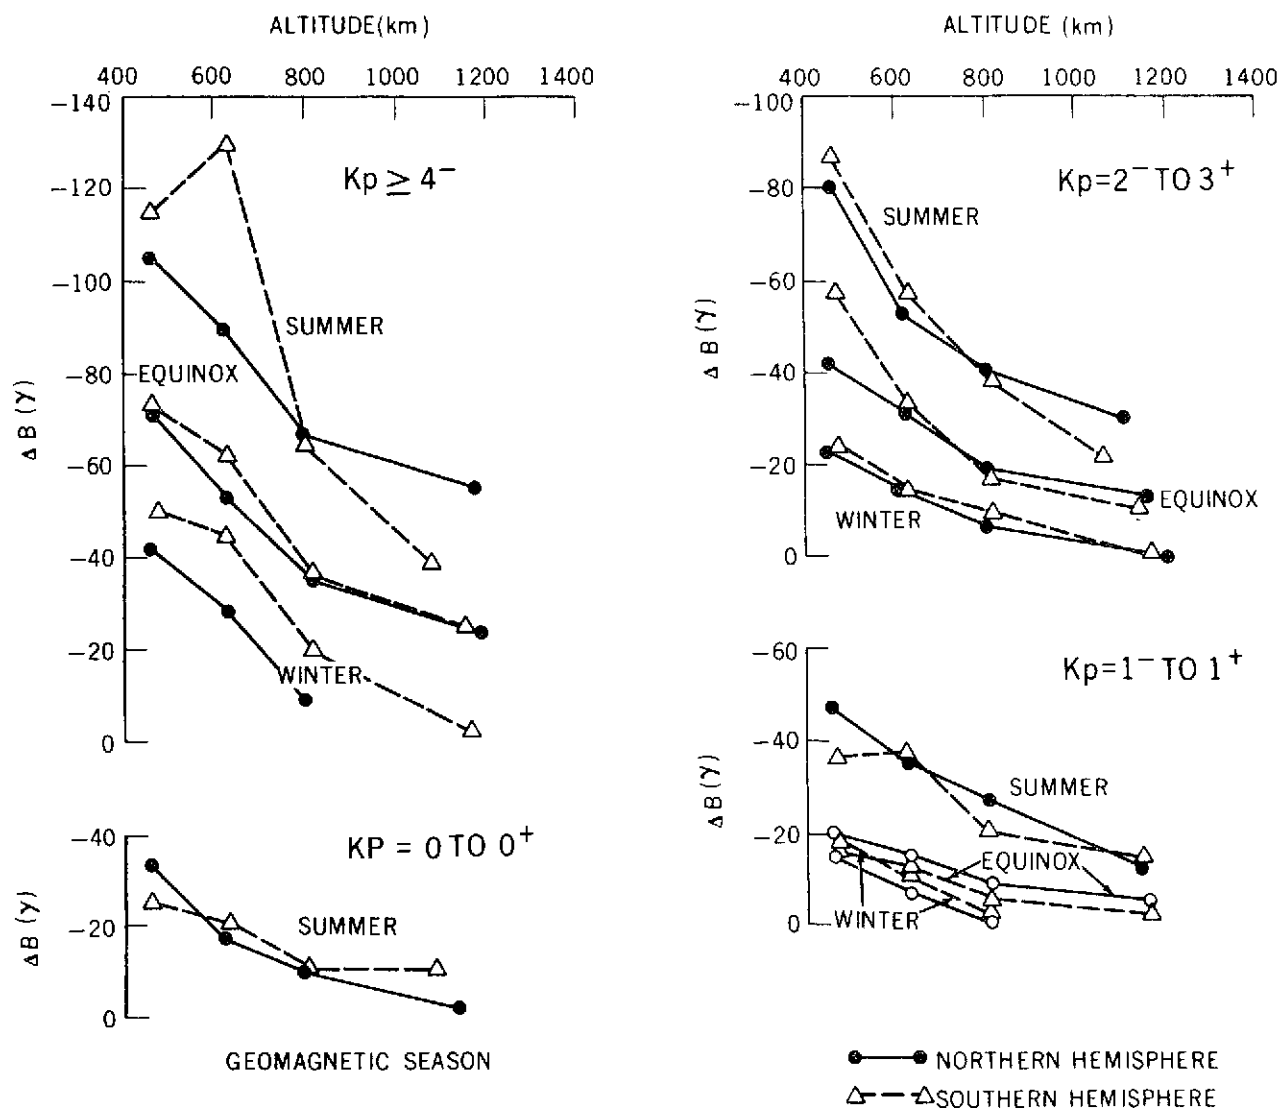 ALTITUDE(km)
400 600 800 1000 1200 1400
-140
-120
-100
-80
-60
-40
-20
0
ΔB(γ)
Kp ≥ 4⁻
SUMMER
EQUINOX
WINTER
ALTITUDE (km)
400 600 800 1000 1200 1400
-100
-80
-60
-40
-20
0
ΔB(γ)
Kp=2⁻ TO 3⁺
SUMMER
EQUINOX
WINTER
-40
-20
0
ΔB(γ)
KP = 0 TO 0⁺
SUMMER
GEOMAGNETIC SEASON
-60
-40
-20
0
ΔB(γ)
Kp=1⁻ TO 1⁺
SUMMER
EQUINOX
WINTER
NORTHERN HEMISPHERE
SOUTHERN HEMISPHERE